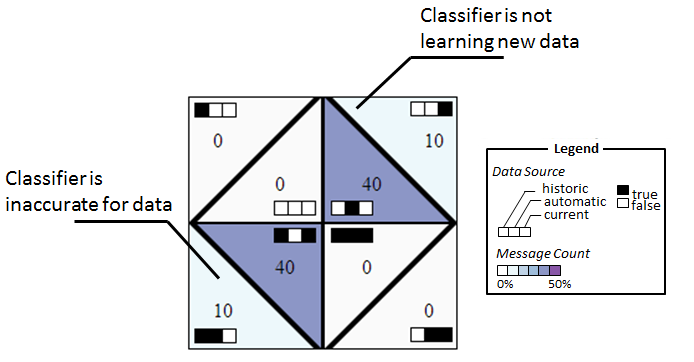 Classifier is not
learning new data
0
10
Classifier is
inaccurate for data
0
40
40
0
10
0
Legend
Data Source
historic
automatic
current
true
false
Message Count
0%
50%